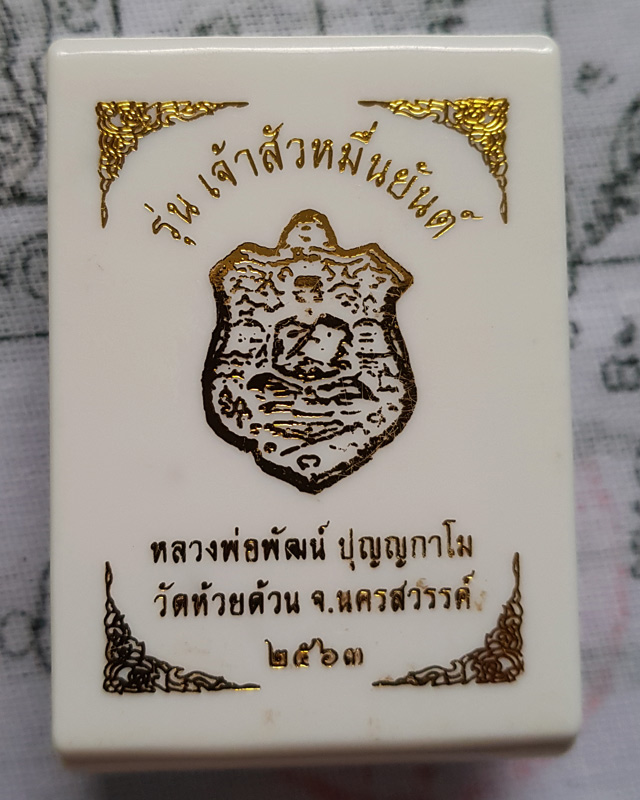 รุ่น เจ้าสัวหมื่นยันต์
หลวงพ่อพัฒน์ ปุญญกาโม
วัดห้วยด้วน จ.นครสวรรค์
๒๕๖๓